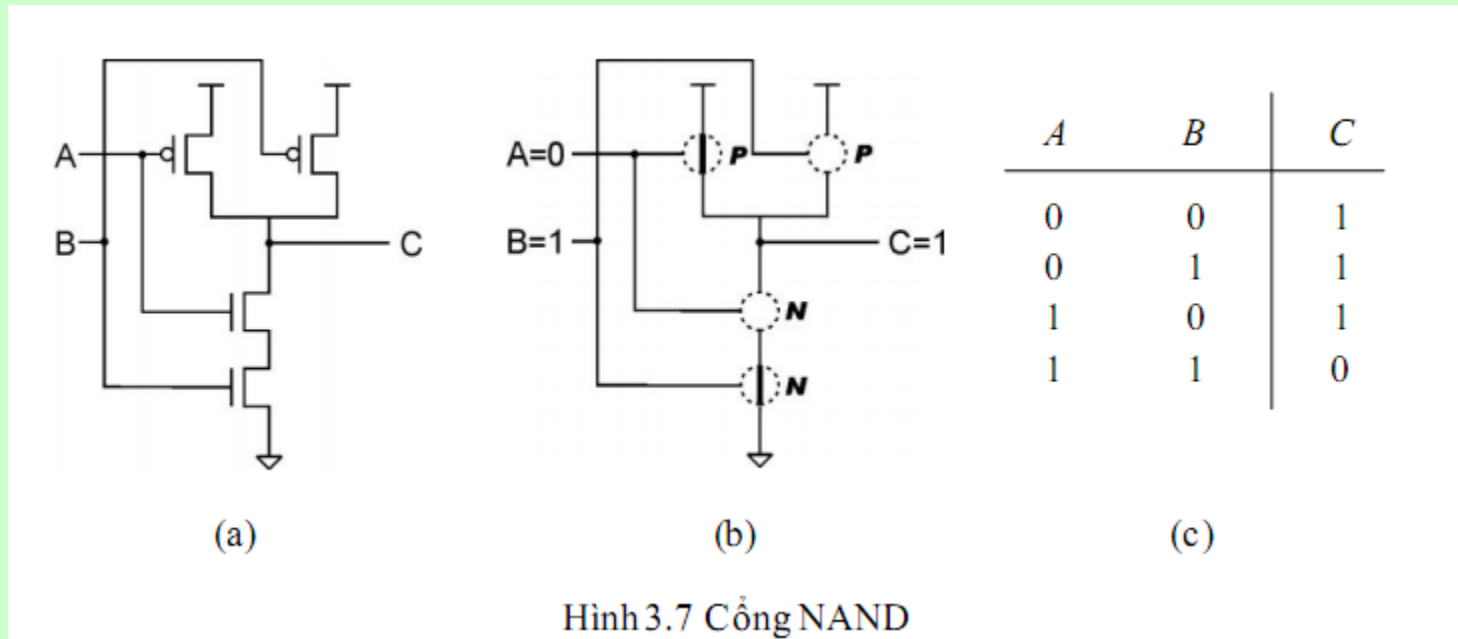 A
B
C
(a)
A=0
B=1
P
P
C=1
N
N
(b)
A B C
0 0 1
0 1 1
1 0 1
1 1 0
(c)
Hình 3.7 Cổng NAND